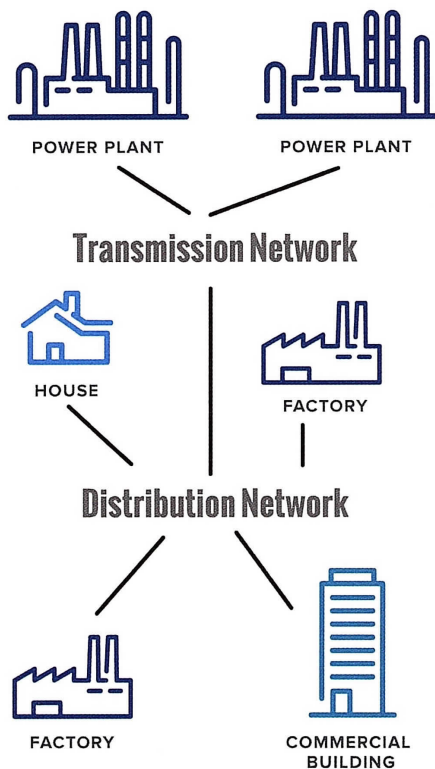 POWER PLANT
POWER PLANT
Transmission Network
HOUSE
FACTORY
Distribution Network
FACTORY
COMMERCIAL
BUILDING